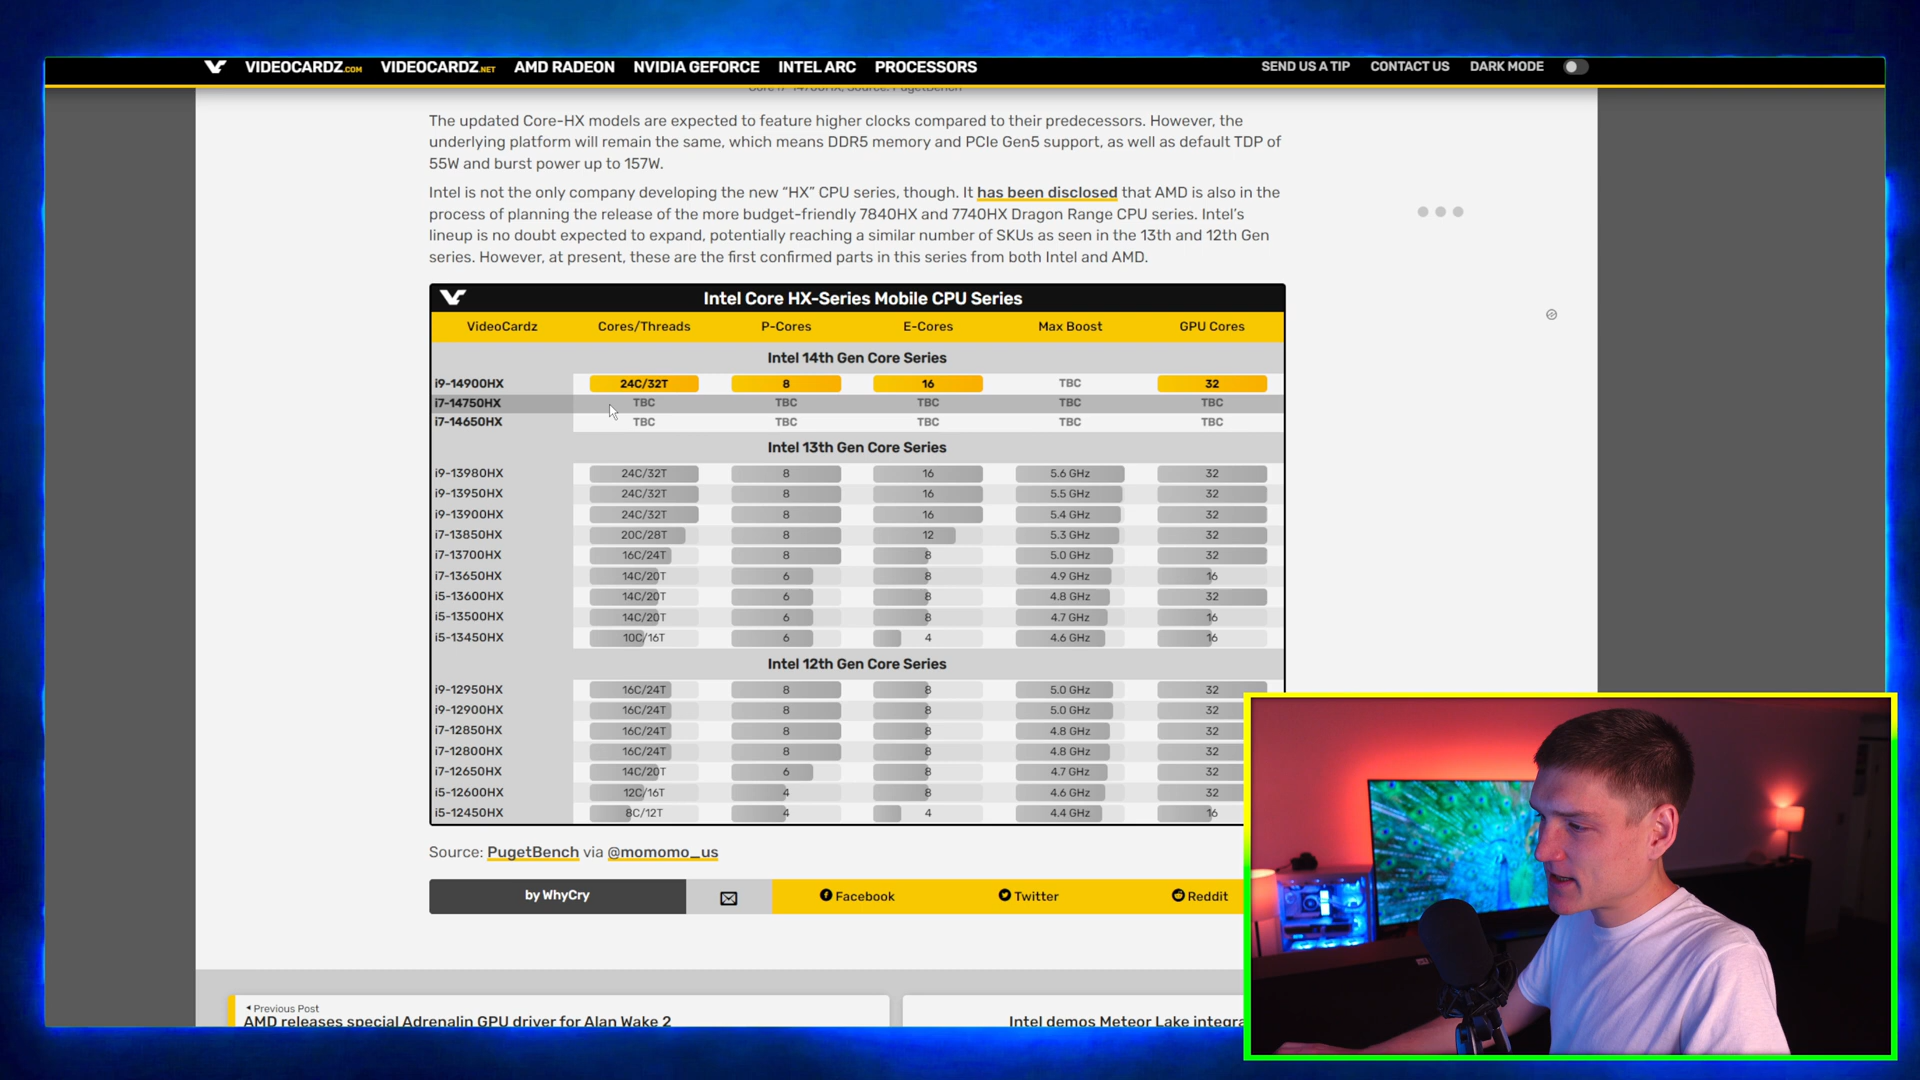 VIDEOCARDZ.COM VIDEOCARDZ.NET AMD RADEON NVIDIA GEFORCE INTEL ARC PROCESSORS SEND US A TIP CONTACT US DARK MODE
Core i7-14700HX, Source: PugetBench
The updated Core-HX models are expected to feature higher clocks compared to their predecessors. However, the
underlying platform will remain the same, which means DDR5 memory and PCIe Gen5 support, as well as default TDP of
55W and burst power up to 157W.
Intel is not the only company developing the new “HX” CPU series, though. It has been disclosed that AMD is also in the
process of planning the release of the more budget-friendly 7840HX and 7740HX Dragon Range CPU series. Intel’s
lineup is no doubt expected to expand, potentially reaching a similar number of SKUs as seen in the 13th and 12th Gen
series. However, at present, these are the first confirmed parts in this series from both Intel and AMD.
Intel Core HX-Series Mobile CPU Series
VideoCardz Cores/Threads P-Cores E-Cores Max Boost GPU Cores
Intel 14th Gen Core Series
i9-14900HX 24C/32T 8 16 TBC 32
i7-14750HX TBC TBC TBC TBC TBC
i7-14650HX TBC TBC TBC TBC TBC
Intel 13th Gen Core Series
i9-13980HX 24C/32T 8 16 5.6 GHz 32
i9-13950HX 24C/32T 8 16 5.5 GHz 32
i9-13900HX 24C/32T 8 16 5.4 GHz 32
i7-13850HX 20C/28T 8 12 5.3 GHz 32
i7-13700HX 16C/24T 8 8 5.0 GHz 32
i7-13650HX 14C/20T 6 8 4.9 GHz 16
i5-13600HX 14C/20T 6 8 4.8 GHz 32
i5-13500HX 14C/20T 6 8 4.7 GHz 16
i5-13450HX 10C/16T 6 4 4.6 GHz 16
Intel 12th Gen Core Series
i9-12950HX 16C/24T 8 8 5.0 GHz 32
i9-12900HX 16C/24T 8 8 5.0 GHz 32
i7-12850HX 16C/24T 8 8 4.8 GHz 32
i7-12800HX 16C/24T 8 8 4.8 GHz 32
i7-12650HX 14C/20T 6 8 4.7 GHz 32
i5-12600HX 12C/16T 4 8 4.6 GHz 32
i5-12450HX 8C/12T 4 4 4.4 GHz 16
Source: PugetBench via @momomo_us
by WhyCry Facebook Twitter Reddit
Previous Post
AMD releases special Adrenalin GPU driver for Alan Wake 2 Intel demos Meteor Lake integra